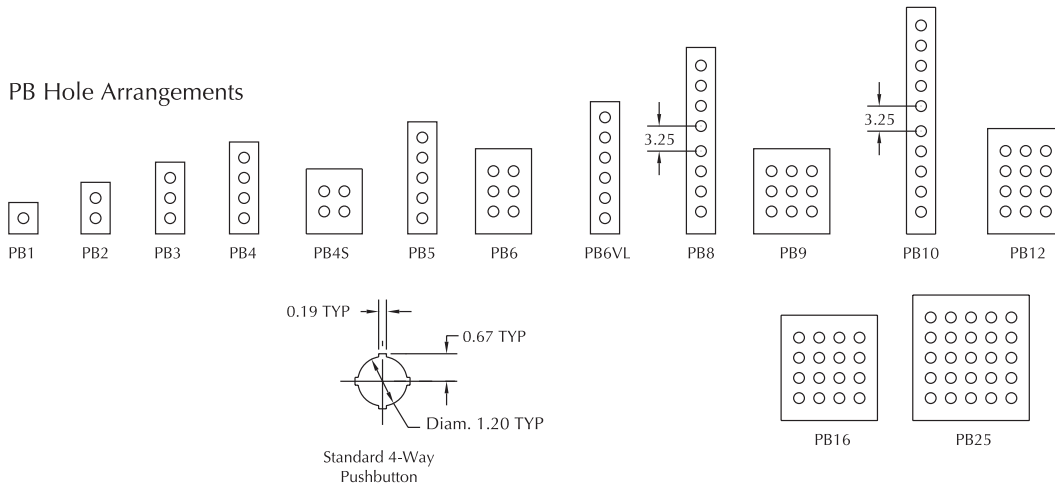 PB Hole Arrangements
3.25
3.25
PB1
PB2
PB3
PB4
PB4S
PB5
PB6
PB6VL
PB8
PB9
PB10
PB12
0.19 TYP
0.67 TYP
Diam. 1.20 TYP
Standard 4-Way
Pushbutton
PB16
PB25